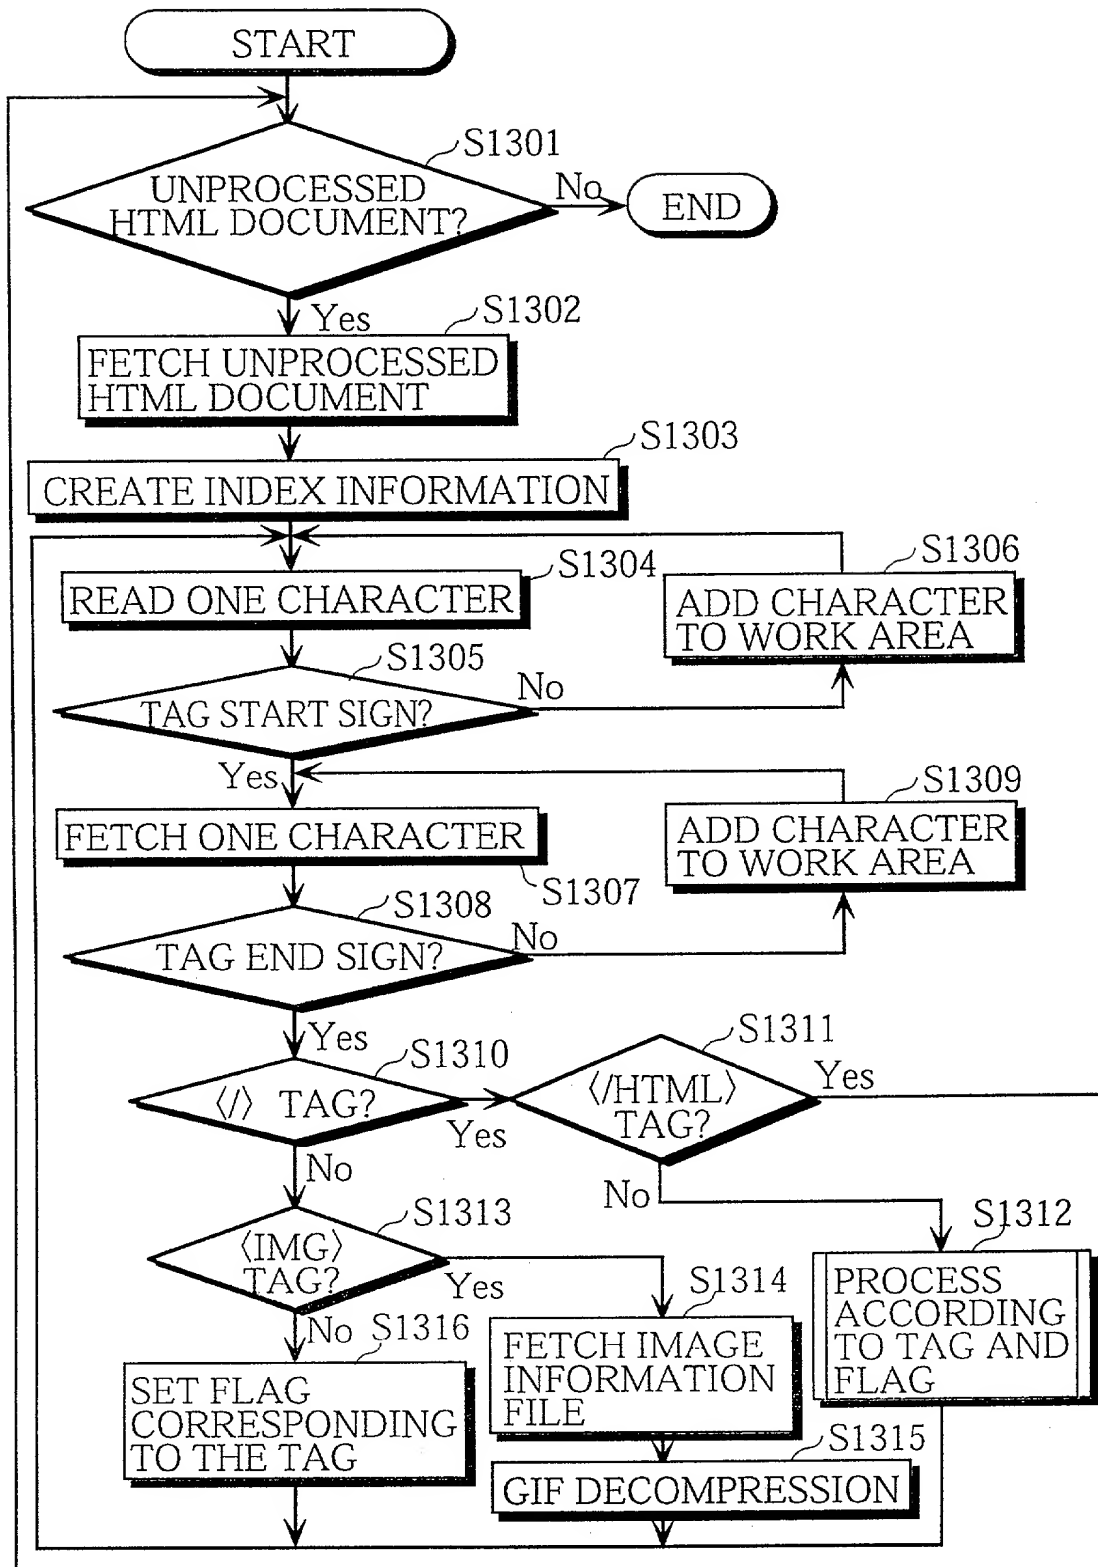 START
S1301
UNPROCESSED
HTML DOCUMENT?
No
END
Yes
S1302
FETCH UNPROCESSED
HTML DOCUMENT
S1303
CREATE INDEX INFORMATION
S1304
READ ONE CHARACTER
S1306
ADD CHARACTER
TO WORK AREA
S1305
TAG START SIGN?
No
Yes
S1309
FETCH ONE CHARACTER
ADD CHARACTER
TO WORK AREA
S1307
S1308
TAG END SIGN?
No
Yes
S1310
S1311
〈/〉 TAG?
Yes
〈/HTML〉
TAG?
Yes
No
No
S1313
S1312
〈IMG〉
TAG?
Yes
PROCESS
ACCORDING
TO TAG AND
FLAG
No
S1316
S1314
SET FLAG
CORRESPONDING
TO THE TAG
FETCH IMAGE
INFORMATION
FILE
S1315
GIF DECOMPRESSION